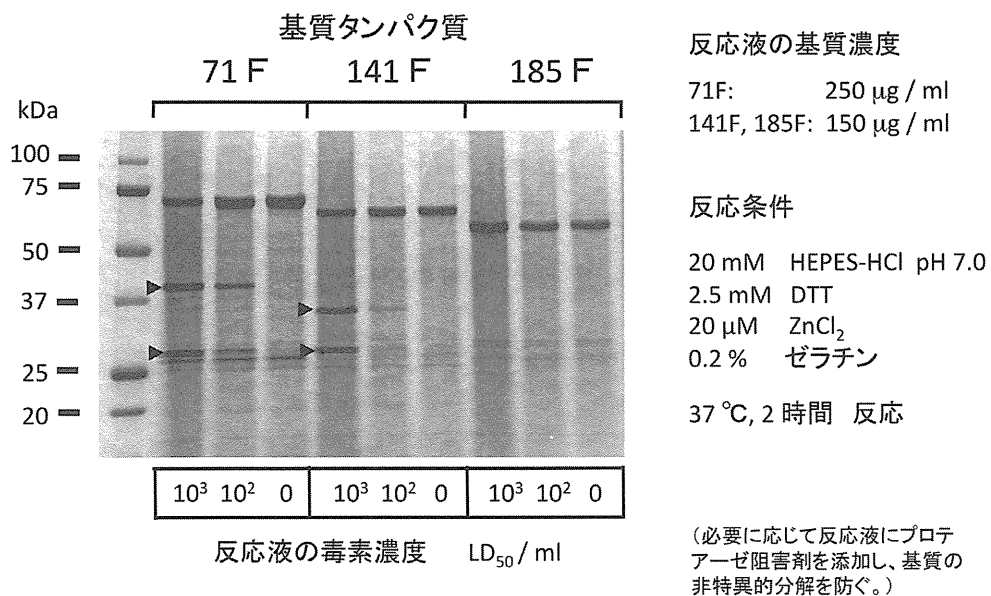 基質タンパク質
71 F 141 F 185 F
kDa
100
75
50
37
25
20
10³ 10² 0 10³ 10² 0 10³ 10² 0
反応液の毒素濃度 LD₅₀ / ml
反応液の基質濃度
71F: 250 μg / ml
141F, 185F: 150 μg / ml
反応条件
20 mM HEPES-HCl pH 7.0
2.5 mM DTT
20 μM ZnCl₂
0.2 % ゼラチン
37 ℃, 2 時間 反応
(必要に応じて反応液にプロテ
アーゼ阻害剤を添加し、基質の
非特異的分解を防ぐ。)